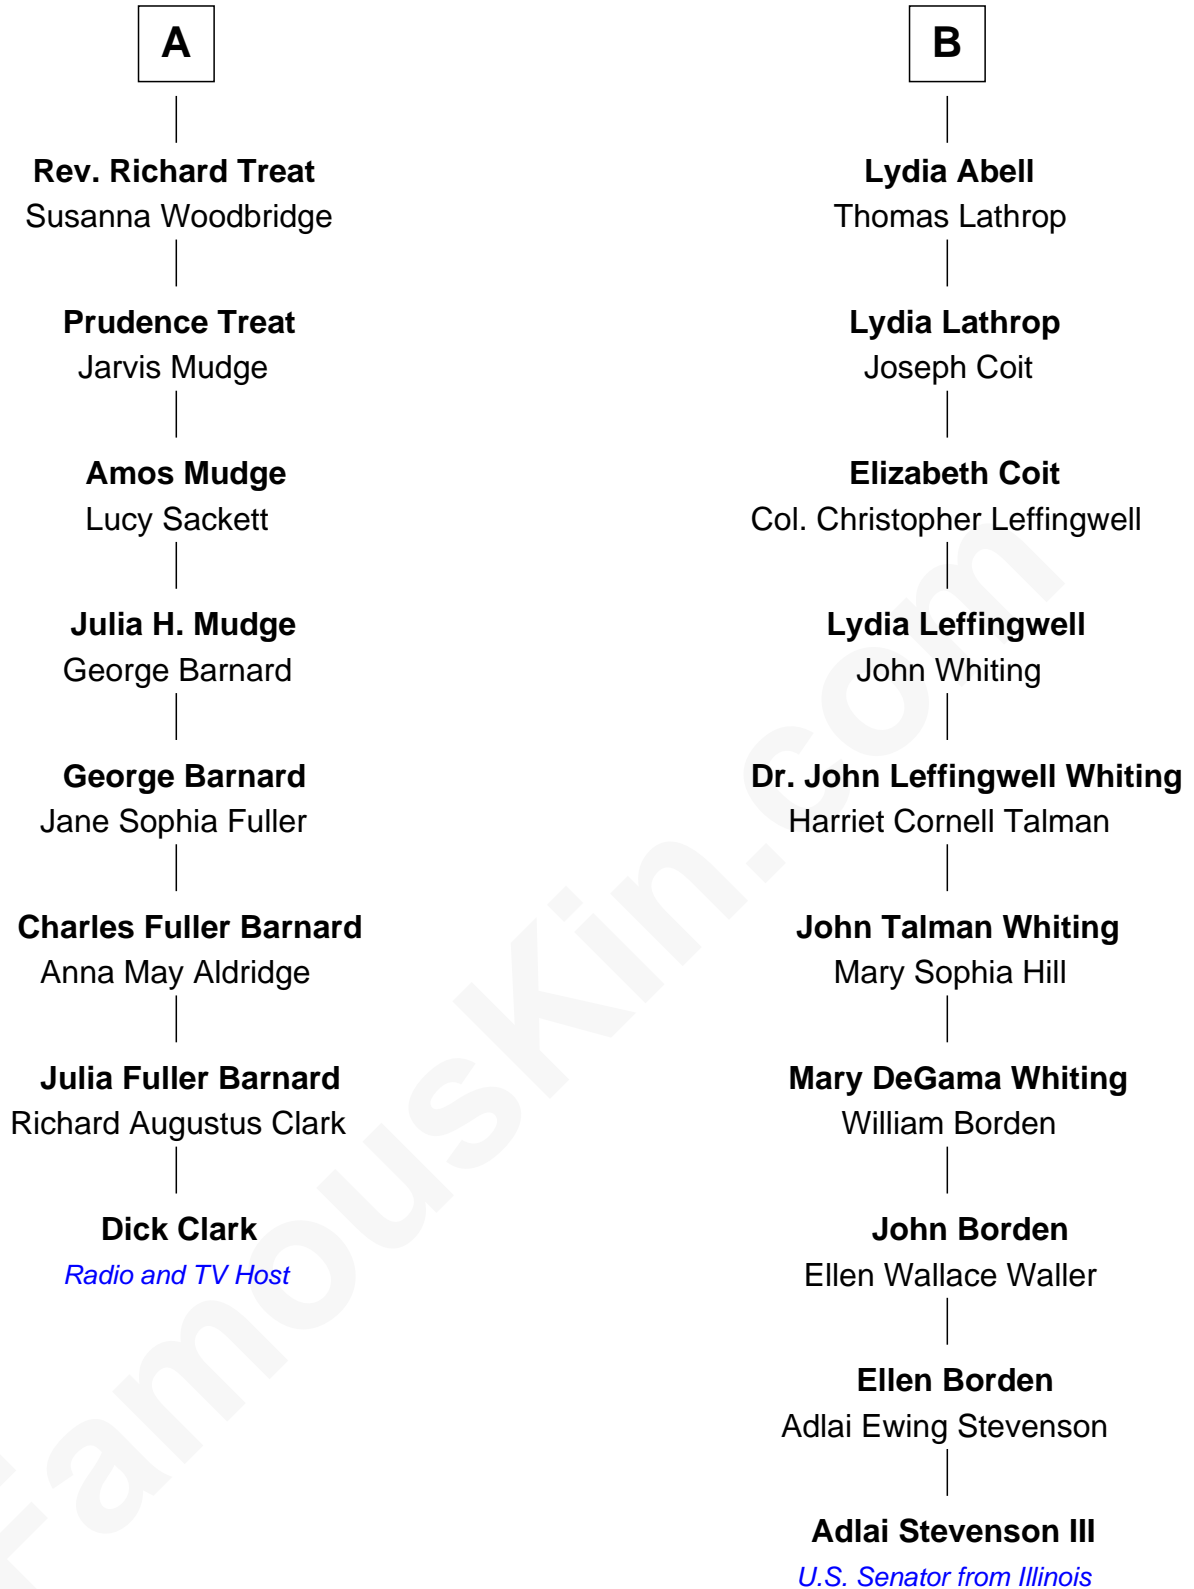 A
Rev. Richard Treat
Susanna Woodbridge
Prudence Treat
Jarvis Mudge
Amos Mudge
Lucy Sackett
Julia H. Mudge
George Barnard
George Barnard
Jane Sophia Fuller
Charles Fuller Barnard
Anna May Aldridge
Julia Fuller Barnard
Richard Augustus Clark
Dick Clark
Radio and TV Host
B
Lydia Abell
Thomas Lathrop
Lydia Lathrop
Joseph Coit
Elizabeth Coit
Col. Christopher Leffingwell
Lydia Leffingwell
John Whiting
Dr. John Leffingwell Whiting
Harriet Cornell Talman
John Talman Whiting
Mary Sophia Hill
Mary DeGama Whiting
William Borden
John Borden
Ellen Wallace Waller
Ellen Borden
Adlai Ewing Stevenson
Adlai Stevenson III
U.S. Senator from Illinois
FamousKin.com